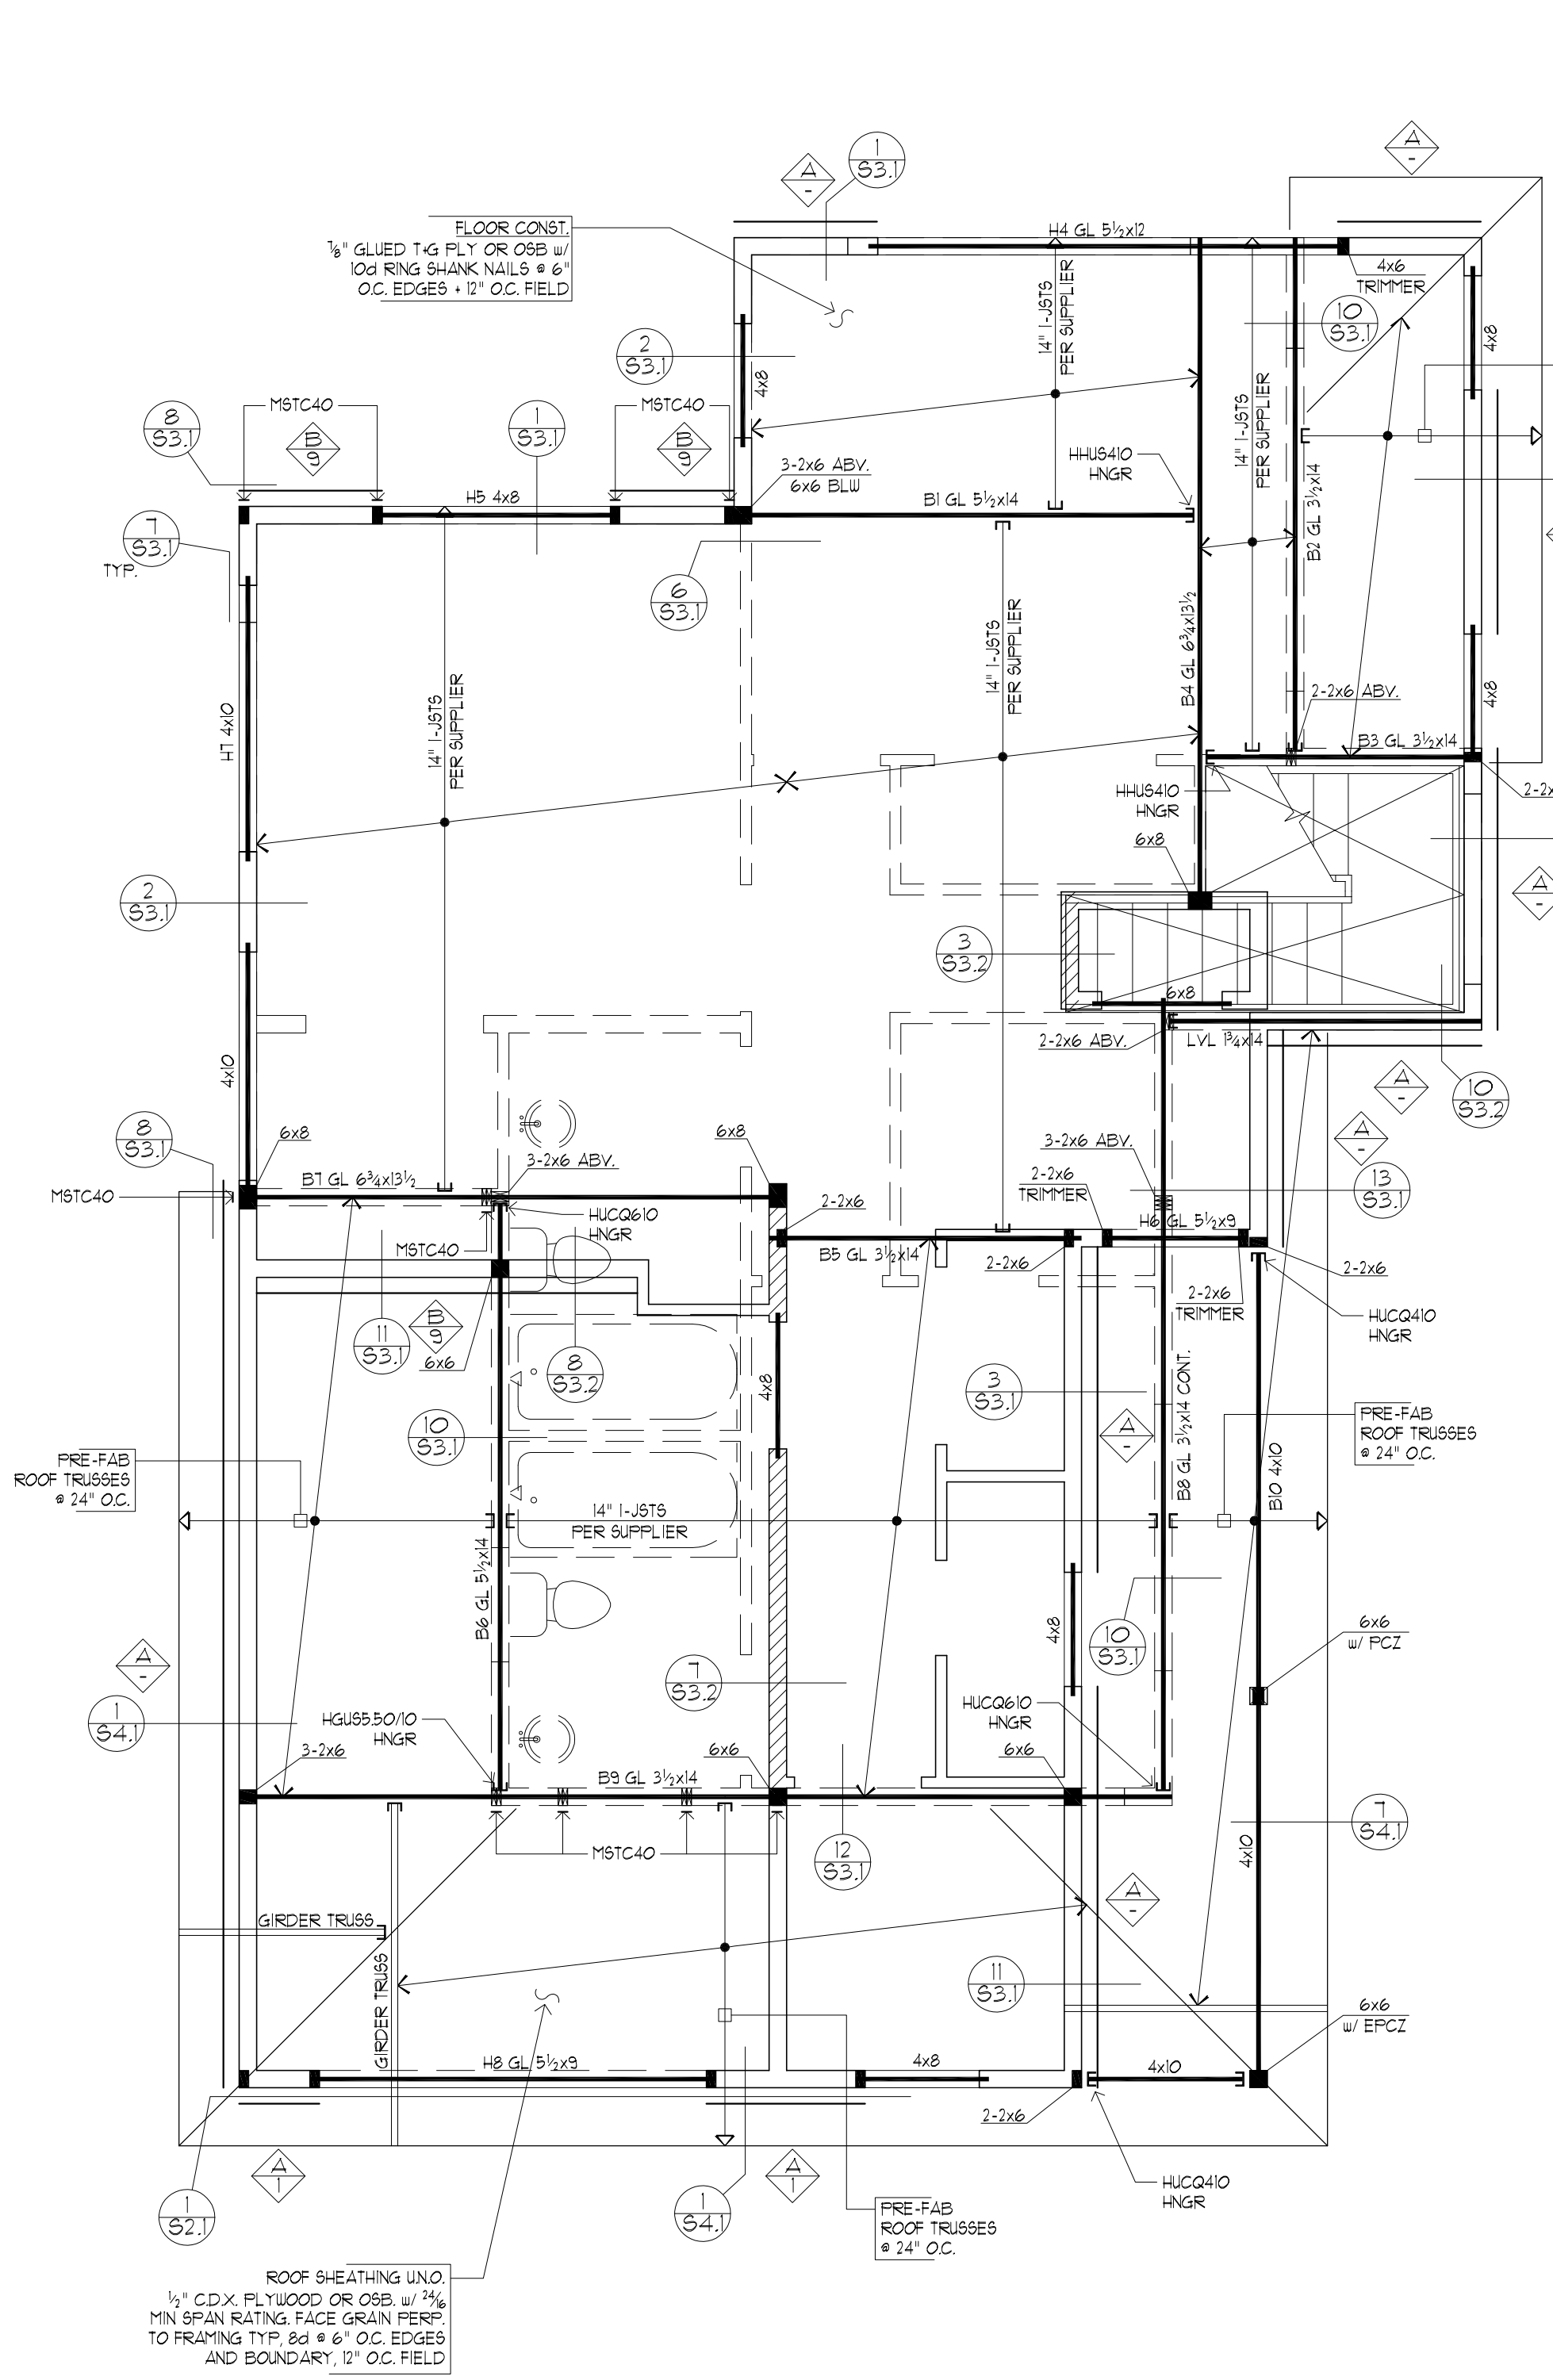 A
-
1
S3.1
A
-
FLOOR CONST.
7/8" GLUED T+G PLY OR OSB w/
10d RING SHANK NAILS @ 6"
O.C. EDGES + 12" O.C. FIELD
H4 GL 5½x12
4x6
TRIMMER
14" I-JSTS
PER SUPPLIER
10
S3.1
4x8
2
S3.1
4x8
14" I-JSTS
PER SUPPLIER
8
S3.1
MSTC40
B
9
1
S3.1
MSTC40
B
9
3-2x6 ABV.
6x6 BLW
HHUS410
HNGR
B2 GL 3½x14
H5 4x8
B1 GL 5½x14
7
S3.1
TYP.
6
S3.1
14" I-JSTS
PER SUPPLIER
B4 GL 6¾x13½
H7 4x10
14" I-JSTS
PER SUPPLIER
2-2x6 ABV.
4x8
B3 GL 3½x14
HHUS410
HNGR
2-2x
6x8
2
S3.1
A
-
3
S3.2
6x8
2-2x6 ABV.
LVL 1¾x14
4x10
A
-
10
S3.2
8
S3.1
6x8
6x8
A
-
3-2x6 ABV.
3-2x6 ABV.
MSTC40
B7 GL 6¾x13½
2-2x6
TRIMMER
13
S3.1
2-2x6
HUCQ610
HNGR
MSTC40
H6 GL 5½x9
B5 GL 3½x14
2-2x6
2-2x6
2-2x6
TRIMMER
HUCQ410
HNGR
11
S3.1
B
9
6x6
8
S3.2
4x8
3
S3.1
B8 GL 3½x14 CONT.
10
S3.1
A
-
PRE-FAB
ROOF TRUSSES
@ 24" O.C.
PRE-FAB
ROOF TRUSSES
@ 24" O.C.
B10 4x10
14" I-JSTS
PER SUPPLIER
B6 GL 5½x14
A
-
4x8
10
S3.1
6x6
w/ PCZ
7
S3.2
1
S4.1
HGUS5.50/10
HNGR
HUCQ610
HNGR
3-2x6
6x6
6x6
B9 GL 3½x14
MSTC40
12
S3.1
4x10
7
S4.1
A
-
GIRDER TRUSS
GIRDER TRUSS
11
S3.1
6x6
w/ EPCZ
H8 GL 5½x9
4x8
4x10
2-2x6
A
1
A
1
HUCQ410
HNGR
1
S2.1
1
S4.1
PRE-FAB
ROOF TRUSSES
@ 24" O.C.
ROOF SHEATHING U.N.O.
½" C.D.X. PLYWOOD OR OSB. w/ 24/16
MIN SPAN RATING. FACE GRAIN PERP.
TO FRAMING TYP, 8d @ 6" O.C. EDGES
AND BOUNDARY, 12" O.C. FIELD